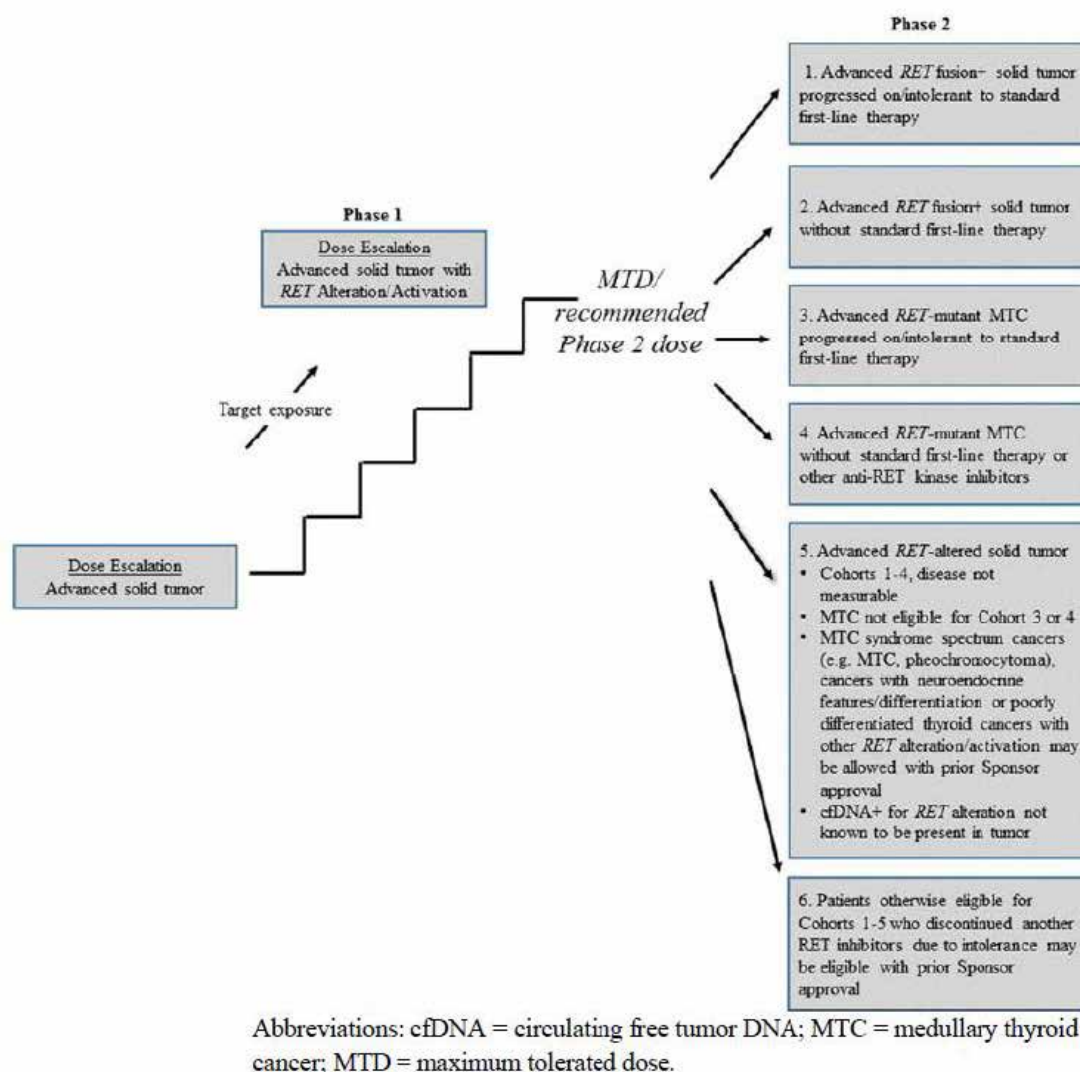 Phase 1
Dose Escalation
Advanced solid tumor with
RET Alteration/Activation
Target exposure
Dose Escalation
Advanced solid tumor
MTD/
recommended
Phase 2 dose
Phase 2
1. Advanced RET fusion+ solid tumor
progressed on/intolerant to standard
first-line therapy
2. Advanced RET fusion+ solid tumor
without standard first-line therapy
3. Advanced RET-mutant MTC
progressed on/intolerant to standard
first-line therapy
4. Advanced RET-mutant MTC
without standard first-line therapy or
other anti-RET kinase inhibitors
5. Advanced RET-altered solid tumor
• Cohorts 1-4, disease not
measurable
• MTC not eligible for Cohort 3 or 4
• MTC syndrome spectrum cancers
(e.g. MTC, pheochromocytoma),
cancers with neuroendocrine
features/differentiation or poorly
differentiated thyroid cancers with
other RET alteration/activation may
be allowed with prior Sponsor
approval
• cfDNA+ for RET alteration not
known to be present in tumor
6. Patients otherwise eligible for
Cohorts 1-5 who discontinued another
RET inhibitors due to intolerance may
be eligible with prior Sponsor
approval
Abbreviations: cfDNA = circulating free tumor DNA; MTC = medullary thyroid
cancer; MTD = maximum tolerated dose.